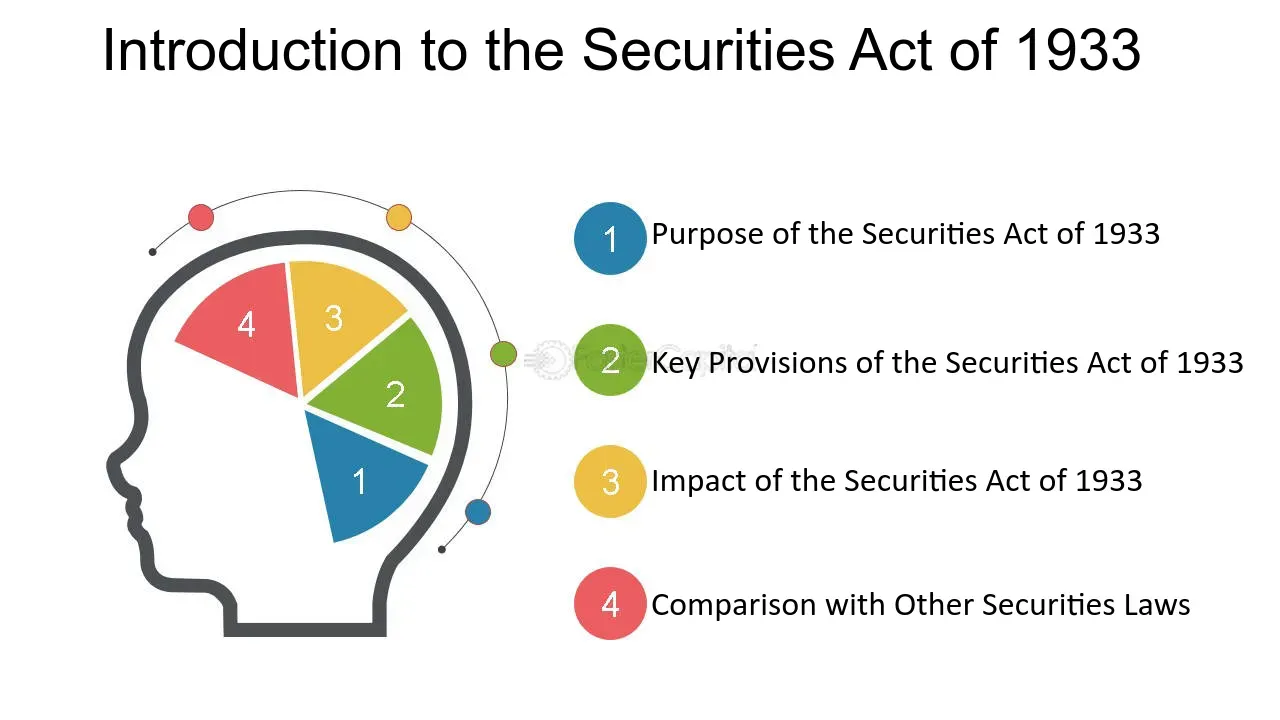 Introduction to the Securities Act of 1933
4
3
2
1
1 Purpose of the Securities Act of 1933
2 Key Provisions of the Securities Act of 1933
3 Impact of the Securities Act of 1933
4 Comparison with Other Securities Laws